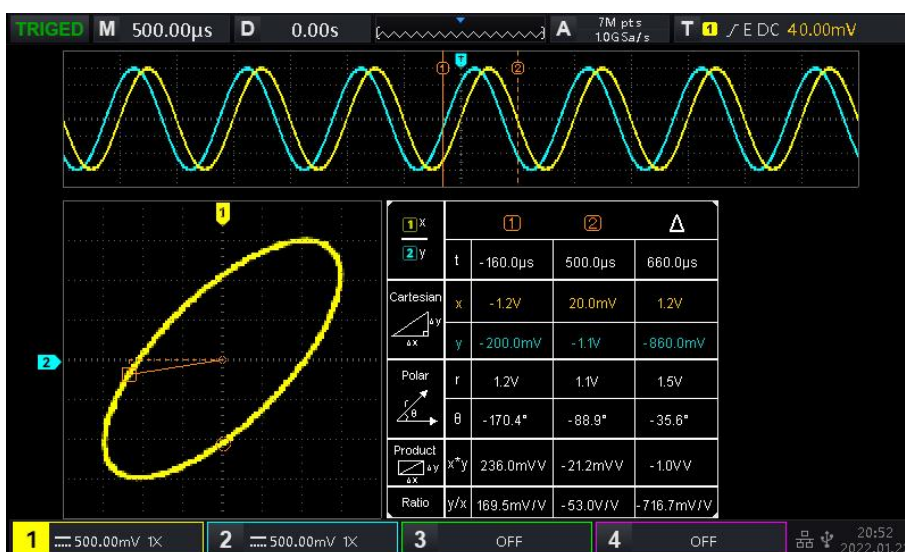 TRIGED M 500.00µs D 0.00s A 7M pts 1.0GSa/s T 1 E DC 40.00mV
1 T 2
1
2
1 x 1 2 Δ
2 y t -160.0µs 500.0µs 660.0µs
Cartesian x -1.2V 20.0mV 1.2V
Δy
Δx y -200.0mV -1.1V -860.0mV
Polar r 1.2V 1.1V 1.5V
r
θ θ -170.4° -88.9° -35.6°
Product
Δy x*y 236.0mVV -21.2mVV -1.0VV
Δx
Ratio y/x 169.5mV/V -53.0V/V -716.7mV/V
1 500.00mV 1X 2 500.00mV 1X 3 OFF 4 OFF 20:52